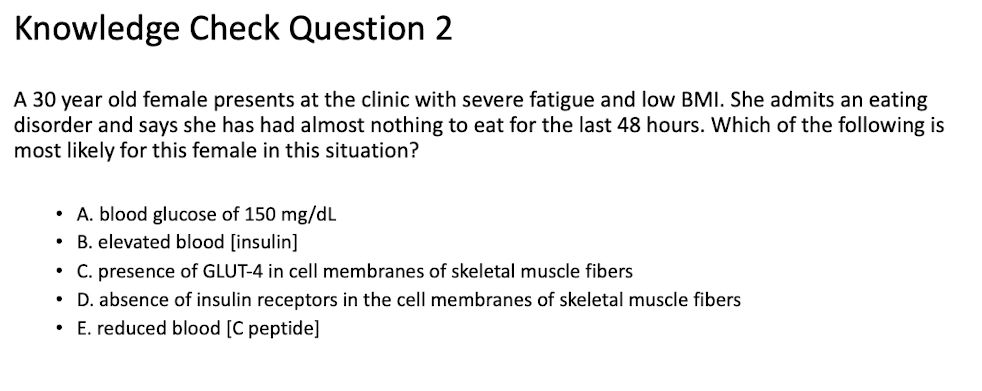 Knowledge Check Question 2
A 30 year old female presents at the clinic with severe fatigue and low BMI. She admits an eating
disorder and says she has had almost nothing to eat for the last 48 hours. Which of the following is
most likely for this female in this situation?
• A. blood glucose of 150 mg/dL
• B. elevated blood [insulin]
• C. presence of GLUT-4 in cell membranes of skeletal muscle fibers
• D. absence of insulin receptors in the cell membranes of skeletal muscle fibers
• E. reduced blood [C peptide]